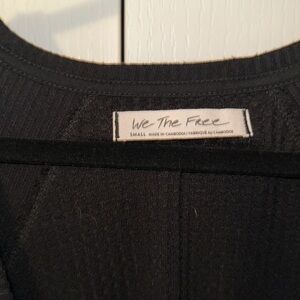 We The Free
SMALL MADE IN CAMBODIA / FABRIQUÉ au CAMBODGE